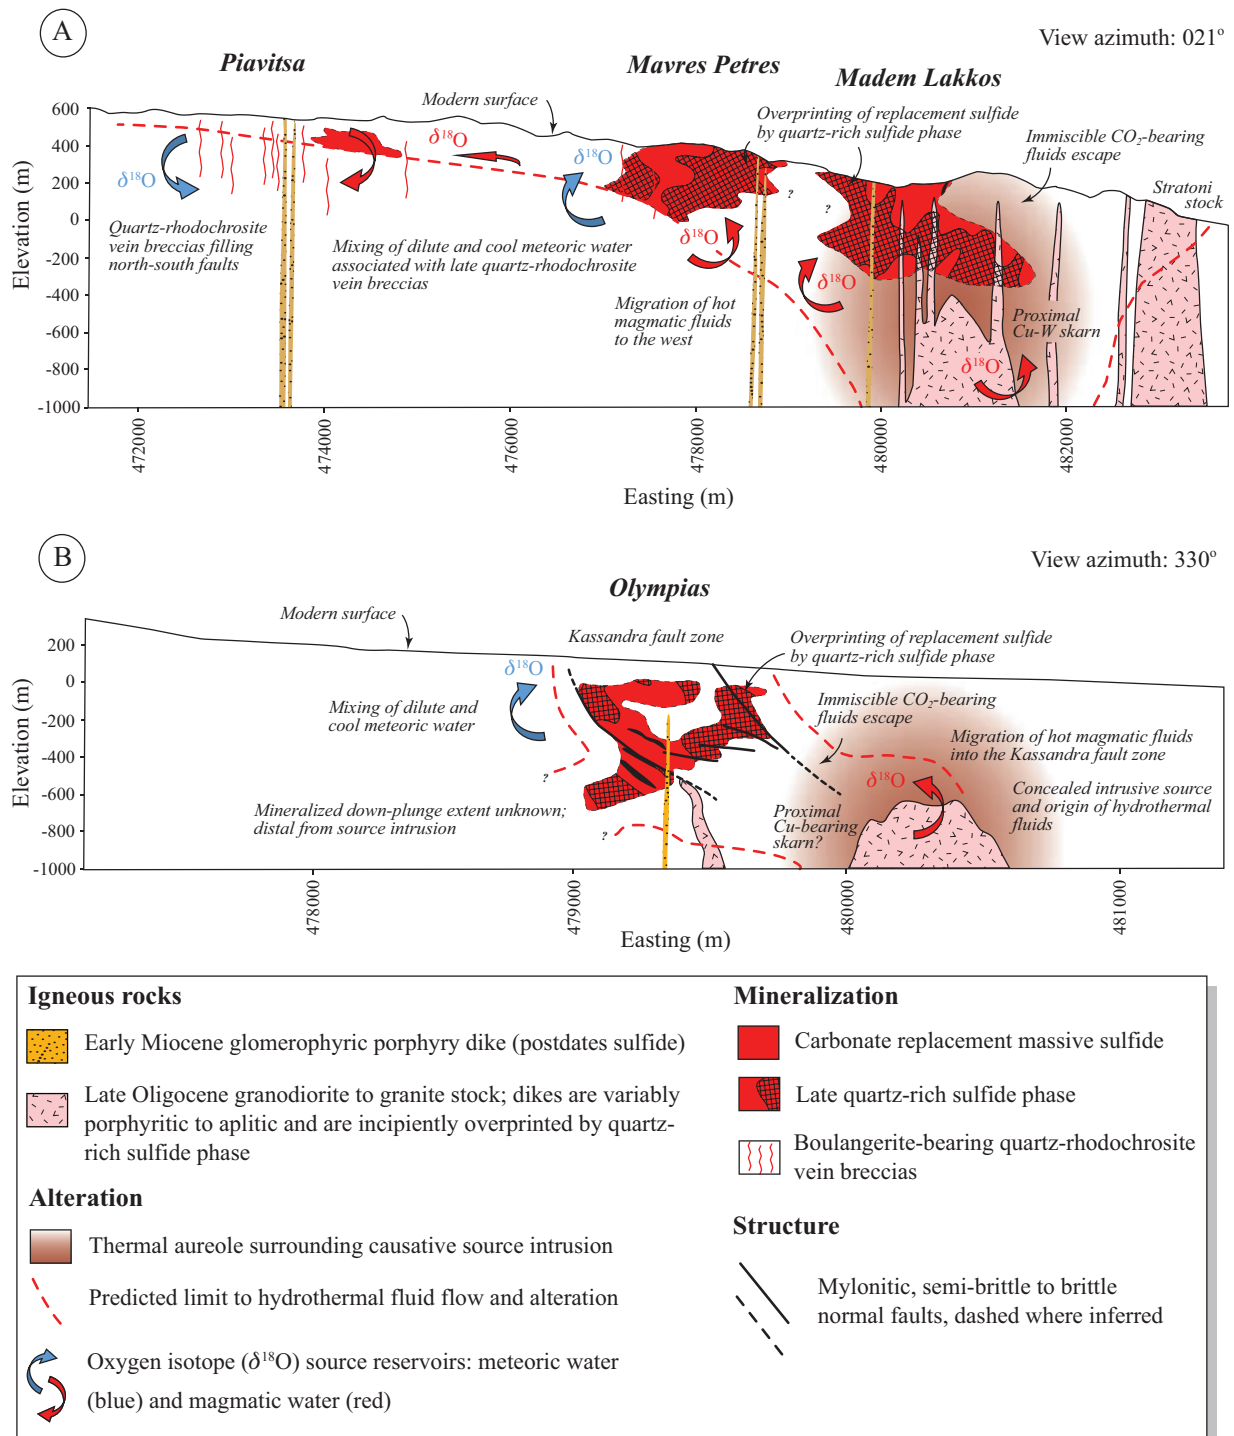 A
View azimuth: 021°
Piavitsa
Mavres Petres
Madem Lakkos
Modern surface
Overprinting of replacement sulfide
by quartz-rich sulfide phase
Immiscible CO₂-bearing
fluids escape
Stratoni
stock
δ¹⁸O
δ¹⁸O
δ¹⁸O
δ¹⁸O
δ¹⁸O
δ¹⁸O
?
?
Quartz-rhodochrosite
vein breccias filling
north-south faults
Mixing of dilute and cool meteoric water
associated with late quartz-rhodochrosite
vein breccias
Migration of hot
magmatic fluids
to the west
Proximal
Cu-W skarn
Elevation (m)
600
400
200
0
-200
-400
-600
-800
-1000
472000
474000
476000
478000
480000
482000
Easting (m)
B
View azimuth: 330°
Olympias
Modern surface
Kassandra fault zone
Overprinting of replacement sulfide
by quartz-rich sulfide phase
δ¹⁸O
Mixing of dilute and
cool meteoric water
Immiscible CO₂-bearing
fluids escape
Migration of hot magmatic fluids
into the Kassandra fault zone
δ¹⁸O
Concealed intrusive source
and origin of hydrothermal
fluids
?
Mineralized down-plunge extent unknown;
distal from source intrusion
?
Proximal
Cu-bearing
skarn?
Elevation (m)
200
0
-200
-400
-600
-800
-1000
478000
479000
480000
481000
Easting (m)
Igneous rocks
Early Miocene glomerophyric porphyry dike (postdates sulfide)
Late Oligocene granodiorite to granite stock; dikes are variably
porphyritic to aplitic and are incipiently overprinted by quartz-
rich sulfide phase
Alteration
Thermal aureole surrounding causative source intrusion
Predicted limit to hydrothermal fluid flow and alteration
Oxygen isotope (δ¹⁸O) source reservoirs: meteoric water
(blue) and magmatic water (red)
Mineralization
Carbonate replacement massive sulfide
Late quartz-rich sulfide phase
Boulangerite-bearing quartz-rhodochrosite
vein breccias
Structure
Mylonitic, semi-brittle to brittle
normal faults, dashed where inferred